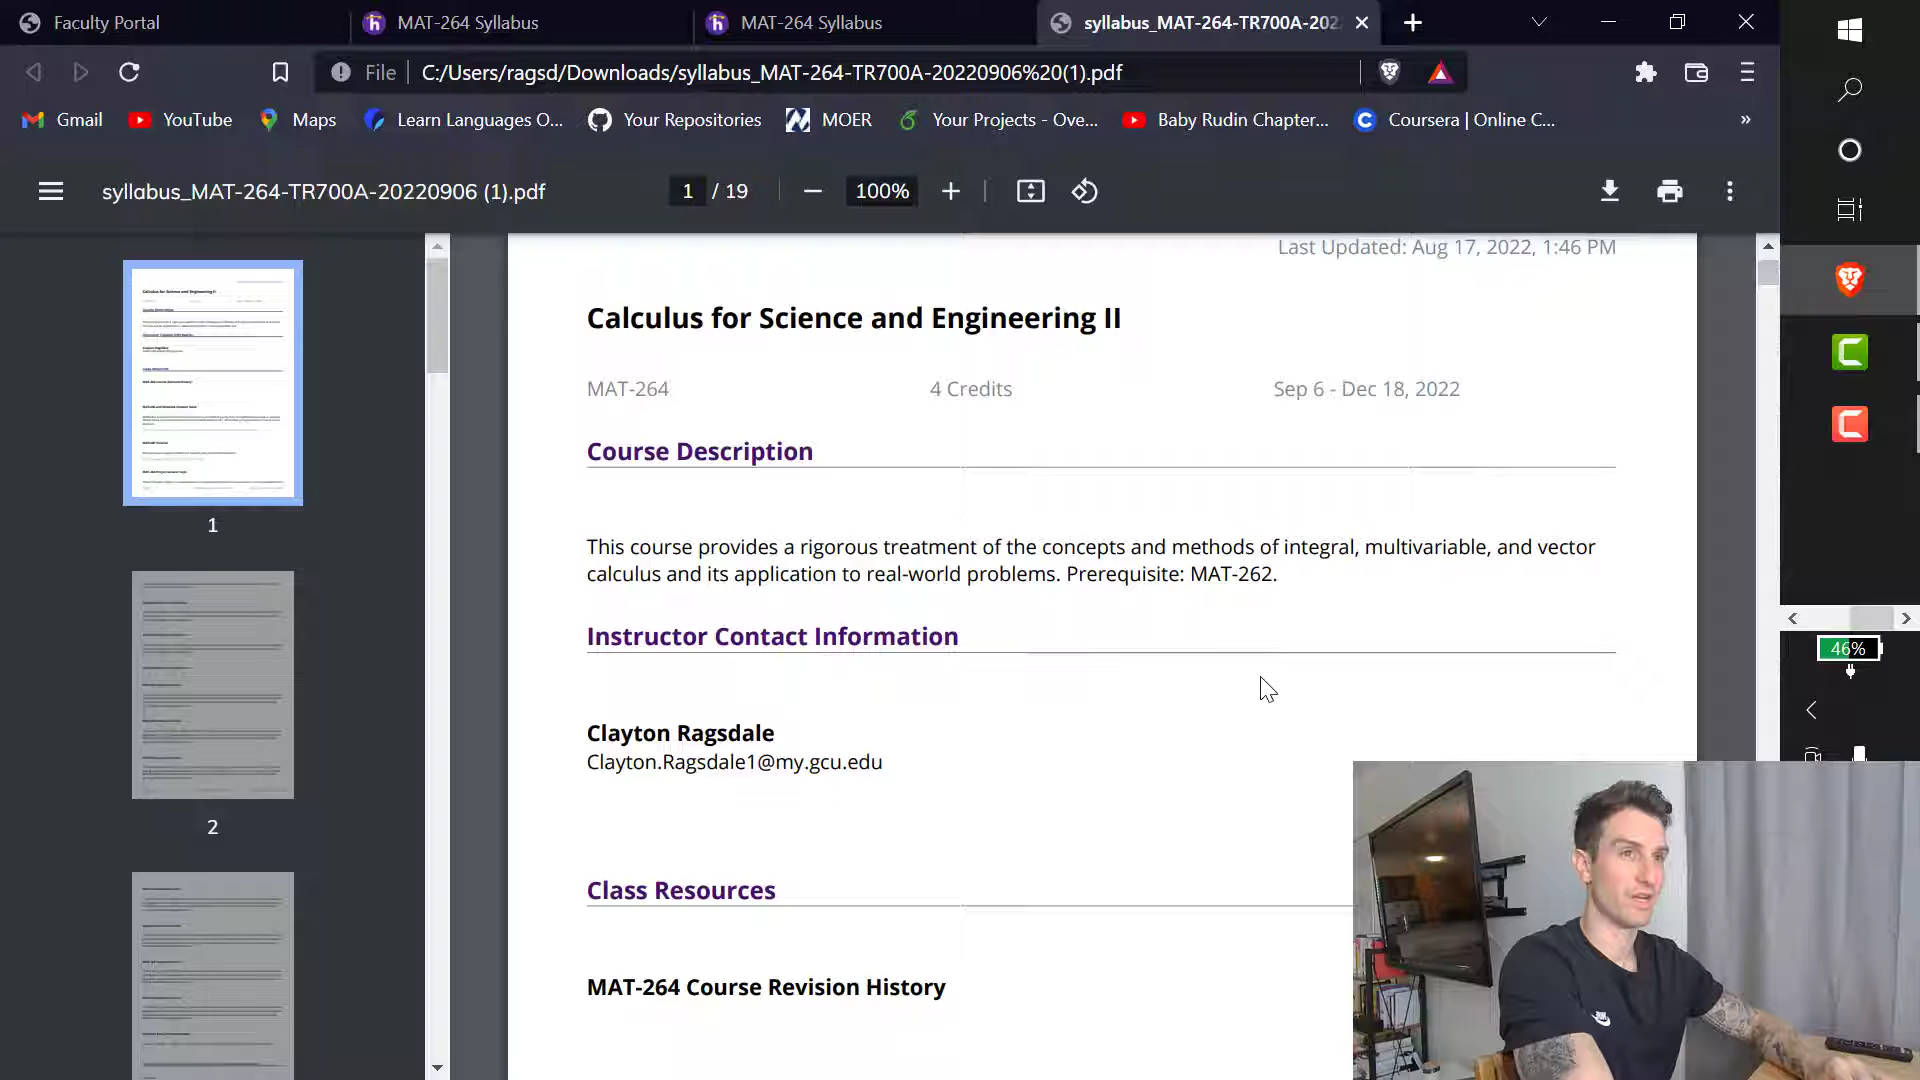 Faculty Portal
MAT-264 Syllabus
MAT-264 Syllabus
syllabus_MAT-264-TR700A-202
File
C:/Users/ragsd/Downloads/syllabus_MAT-264-TR700A-20220906%20(1).pdf
Gmail
YouTube
Maps
Learn Languages O...
Your Repositories
MOER
Your Projects - Ove...
Baby Rudin Chapter...
Coursera | Online C...
»
syllabus_MAT-264-TR700A-20220906 (1).pdf
1 / 19
100%
Last Updated: Aug 17, 2022, 1:46 PM
Calculus for Science and Engineering II
MAT-264
4 Credits
Sep 6 - Dec 18, 2022
Course Description
This course provides a rigorous treatment of the concepts and methods of integral, multivariable, and vector
calculus and its application to real-world problems. Prerequisite: MAT-262.
Instructor Contact Information
Clayton Ragsdale
Clayton.Ragsdale1@my.gcu.edu
Class Resources
MAT-264 Course Revision History
1
2
46%